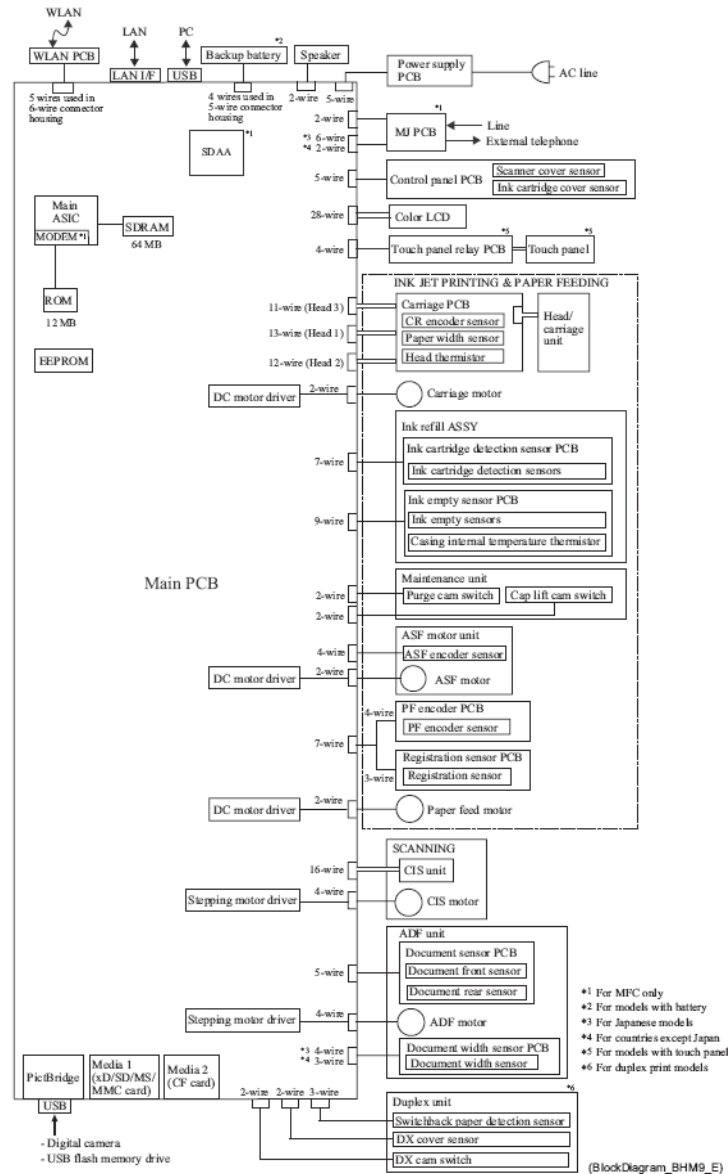 WLAN
LAN
PC
WLAN PCB
LAN I/F
USB
Backup battery
*2
Speaker
Power supply
PCB
AC line
5 wires used in
6-wire connector
housing
4 wires used in
5-wire connector
housing
2-wire
5-wire
SDAA
*1
2-wire
*3 6-wire
*4 2-wire
MJ PCB
*1
Line
External telephone
5-wire
Control panel PCB
Scanner cover sensor
Ink cartridge cover sensor
Main
ASIC
MODEM *1
SDRAM
64 MB
28-wire
Color LCD
4-wire
Touch panel relay PCB
*5
Touch panel
*5
ROM
12 MB
EEPROM
INK JET PRINTING & PAPER FEEDING
11-wire (Head 3)
13-wire (Head 1)
12-wire (Head 2)
Carriage PCB
CR encoder sensor
Paper width sensor
Head thermistor
Head/
carriage
unit
DC motor driver
2-wire
Carriage motor
Ink refill ASSY
7-wire
Ink cartridge detection sensor PCB
Ink cartridge detection sensors
9-wire
Ink empty sensor PCB
Ink empty sensors
Casing internal temperature thermistor
Main PCB
Maintenance unit
2-wire
Purge cam switch
Cap lift cam switch
2-wire
ASF motor unit
4-wire
ASF encoder sensor
DC motor driver
2-wire
ASF motor
7-wire
4-wire
PF encoder PCB
PF encoder sensor
3-wire
Registration sensor PCB
Registration sensor
DC motor driver
2-wire
Paper feed motor
SCANNING
16-wire
CIS unit
Stepping motor driver
4-wire
CIS motor
ADF unit
5-wire
Document sensor PCB
Document front sensor
Document rear sensor
Stepping motor driver
4-wire
ADF motor
*3 4-wire
*4 3-wire
Document width sensor PCB
Document width sensor
*1 For MFC only
*2 For models with battery
*3 For Japanese models
*4 For countries except Japan
*5 For models with touch panel
*6 For duplex print models
PictBridge
Media 1
(xD/SD/MS/
MMC card)
Media 2
(CF card)
USB
2-wire
2-wire
3-wire
*6
Duplex unit
Switchback paper detection sensor
DX cover sensor
DX cam switch
- Digital camera
- USB flash memory drive
(BlockDiagram_BHM9_E)